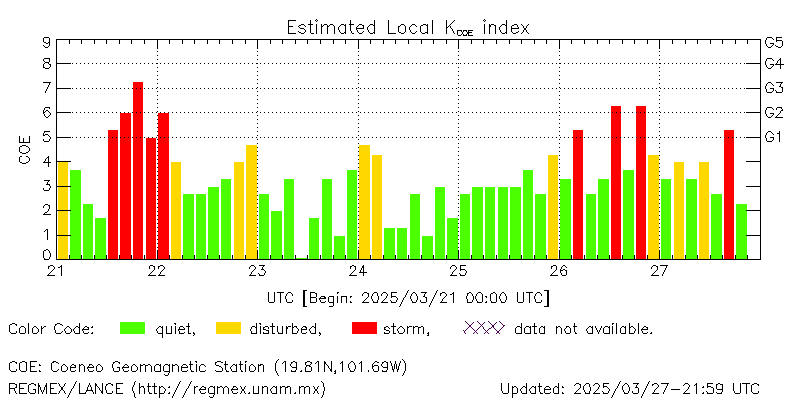 Estimated Local K COE index
9 G5
8 G4
7 G3
6 G2
5 G1
4
3
2
1
0
COE
21 22 23 24 25 26 27
UTC [Begin: 2025/03/21 00:00 UTC]
Color Code: quiet, disturbed, storm, data not available.
COE: Coeneo Geomagnetic Station (19.81N,101.69W)
REGMEX/LANCE (http://regmex.unam.mx) Updated: 2025/03/27-21:59 UTC